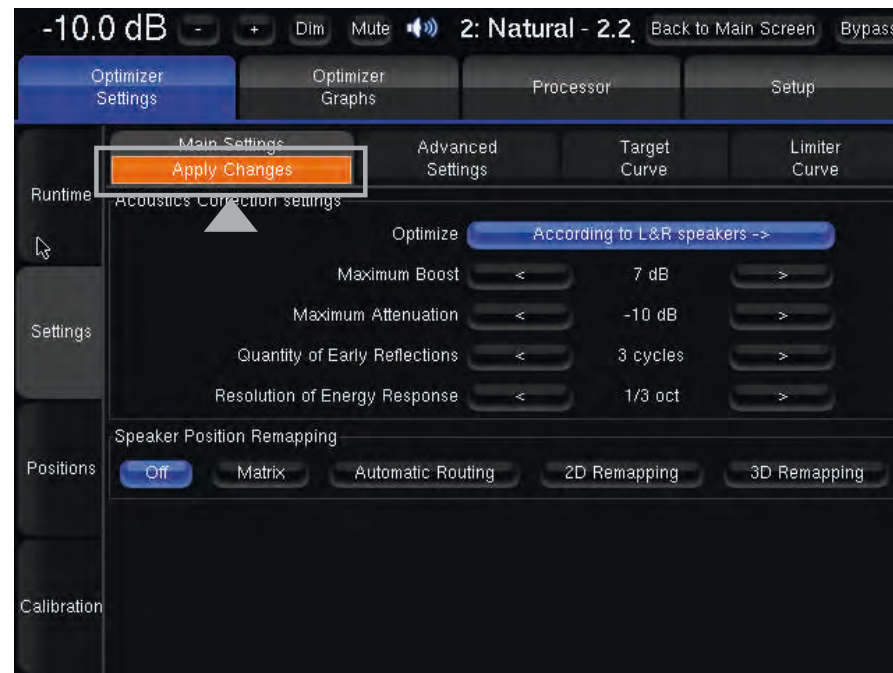 -10.0 dB - + Dim Mute 2: Natural - 2.2 Back to Main Screen Bypass
Optimizer Settings
Optimizer Graphs
Processor
Setup
Main Settings
Apply Changes
Advanced Settings
Target Curve
Limiter Curve
Runtime
Settings
Positions
Calibration
Acoustics Correction settings
Optimize According to L&R speakers ->
Maximum Boost < 7 dB >
Maximum Attenuation < -10 dB >
Quantity of Early Reflections < 3 cycles >
Resolution of Energy Response < 1/3 oct >
Speaker Position Remapping
Off Matrix Automatic Routing 2D Remapping 3D Remapping